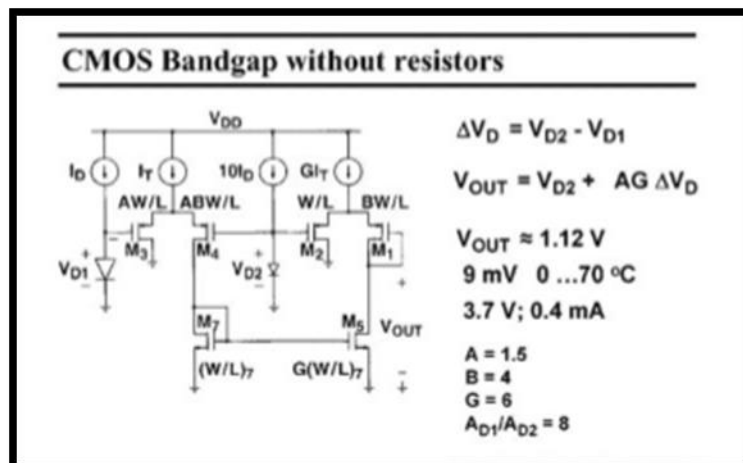 CMOS Bandgap without resistors
VDD
ID IT 10ID GIT
AW/L ABW/L W/L BW/L
M3 M4 M2 M1
VD1 VD2
M7 M5 VOUT
(W/L)7 G(W/L)7
ΔVD = VD2 - VD1
VOUT = VD2 + AG ΔVD
VOUT ≈ 1.12 V
9 mV 0 ...70 ºC
3.7 V; 0.4 mA
A = 1.5
B = 4
G = 6
AD1/AD2 = 8